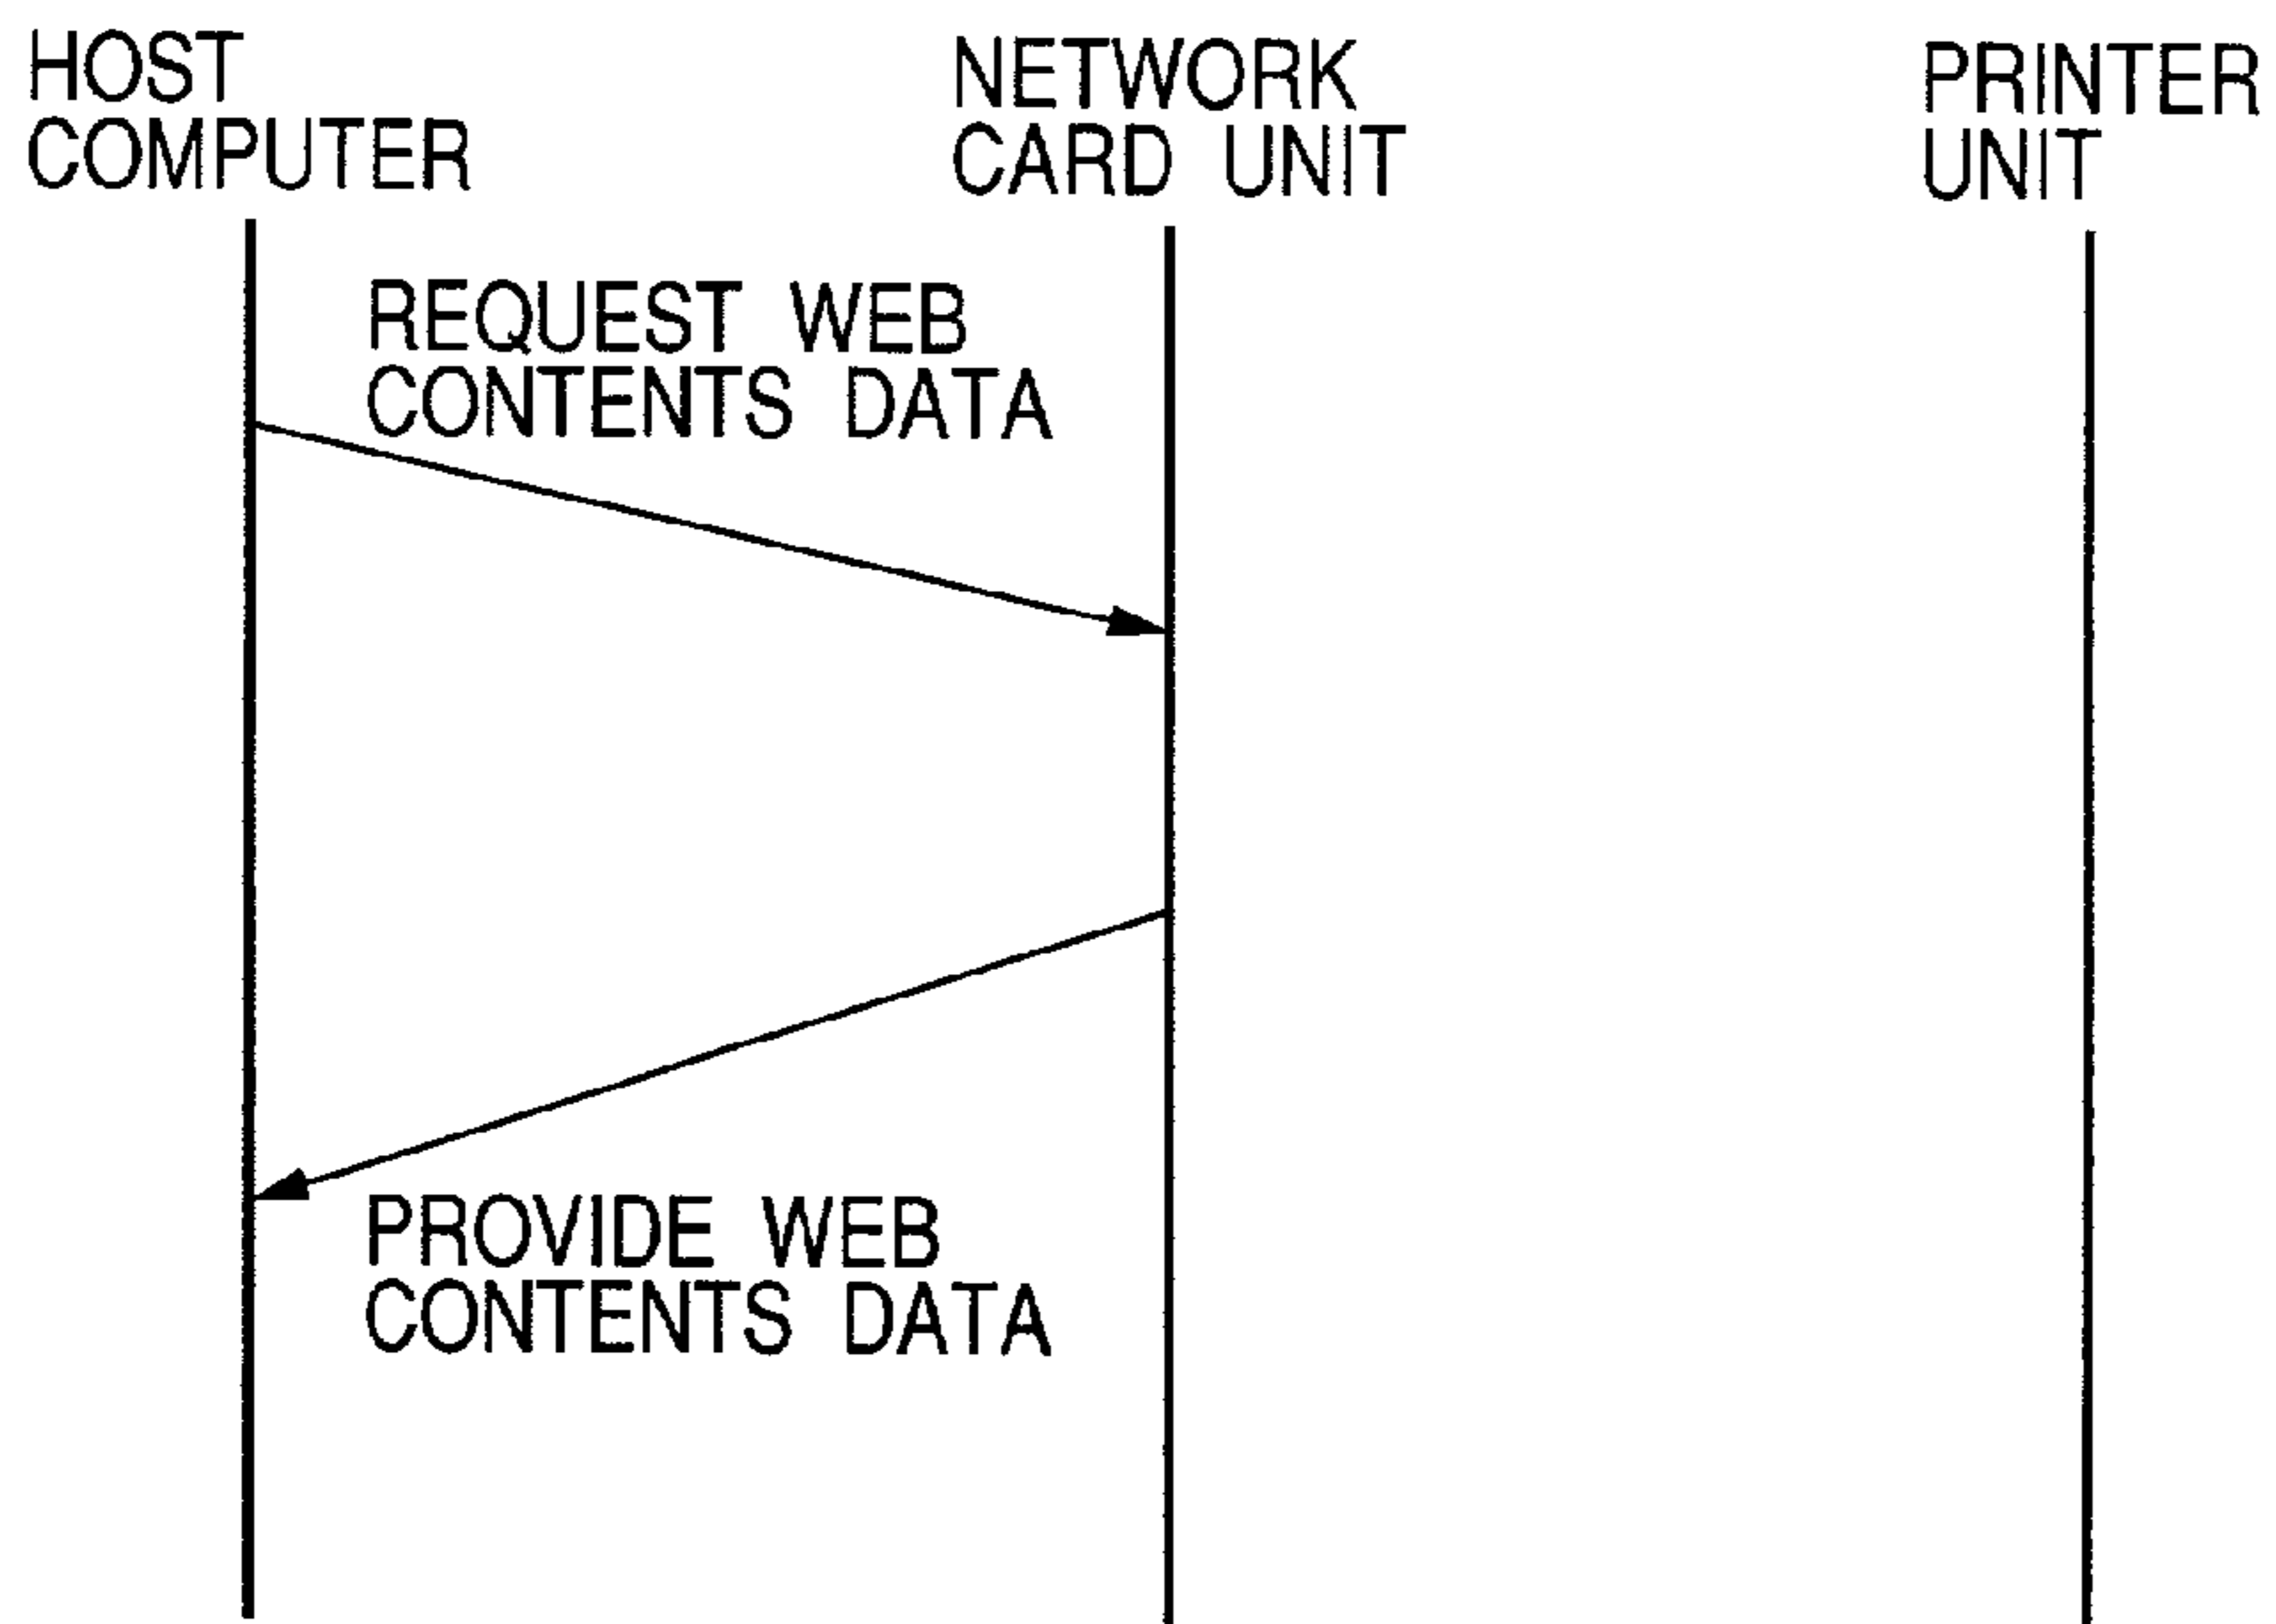 HOST
COMPUTER
NETWORK
CARD UNIT
PRINTER
UNIT
REQUEST WEB
CONTENTS DATA
PROVIDE WEB
CONTENTS DATA